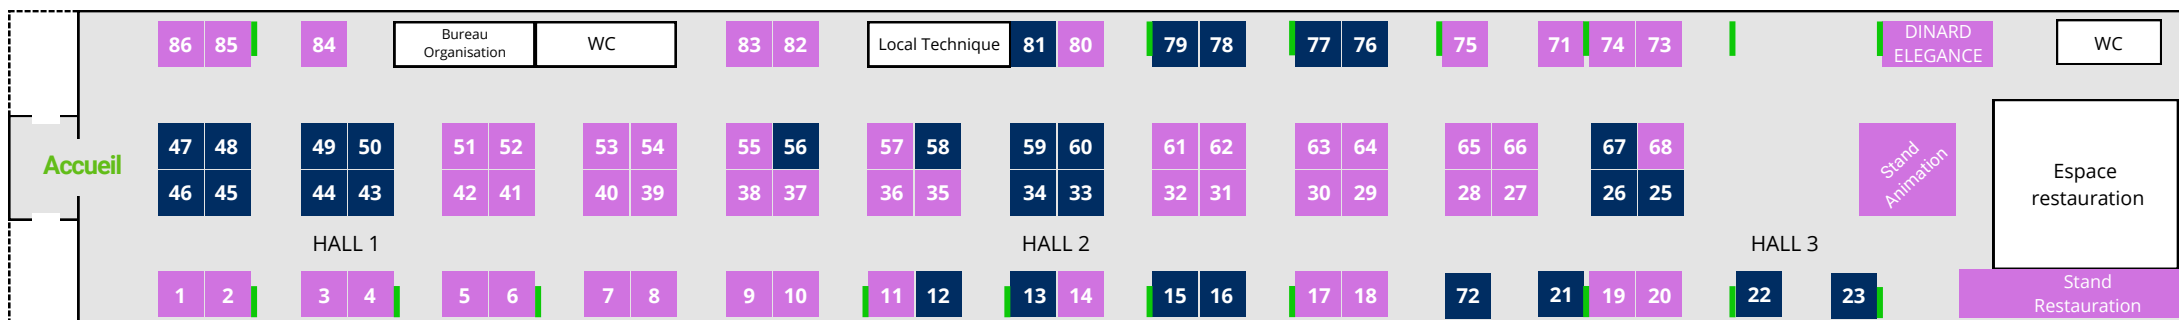 86 85 84 Bureau WC 83 82 Local Technique 81 80 79 78 77 76 75 71 74 73 DINARD WC
Organisation ELEGANCE
47 48 49 50 51 52 53 54 55 56 57 58 59 60 61 62 63 64 65 66 67 68
Accueil
Stand
Animation
Espace
restauration
46 45 44 43 42 41 40 39 38 37 36 35 34 33 32 31 30 29 28 27 26 25
HALL 1 HALL 2 HALL 3
1 2 3 4 5 6 7 8 9 10 11 12 13 14 15 16 17 18 72 21 19 20 22 23
Stand
Restauration